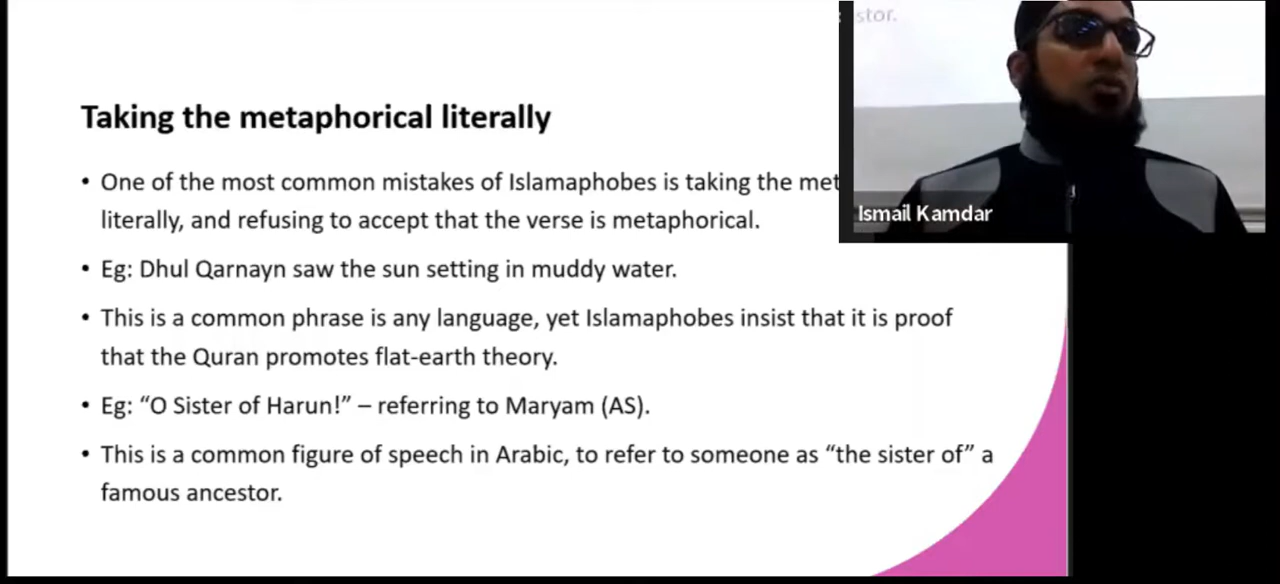 stor.
Taking the metaphorical literally
• One of the most common mistakes of Islamaphobes is taking the met
literally, and refusing to accept that the verse is metaphorical.
• Eg: Dhul Qarnayn saw the sun setting in muddy water.
• This is a common phrase is any language, yet Islamaphobes insist that it is proof
that the Quran promotes flat-earth theory.
• Eg: “O Sister of Harun!” – referring to Maryam (AS).
• This is a common figure of speech in Arabic, to refer to someone as “the sister of” a
famous ancestor.
Ismail Kamdar